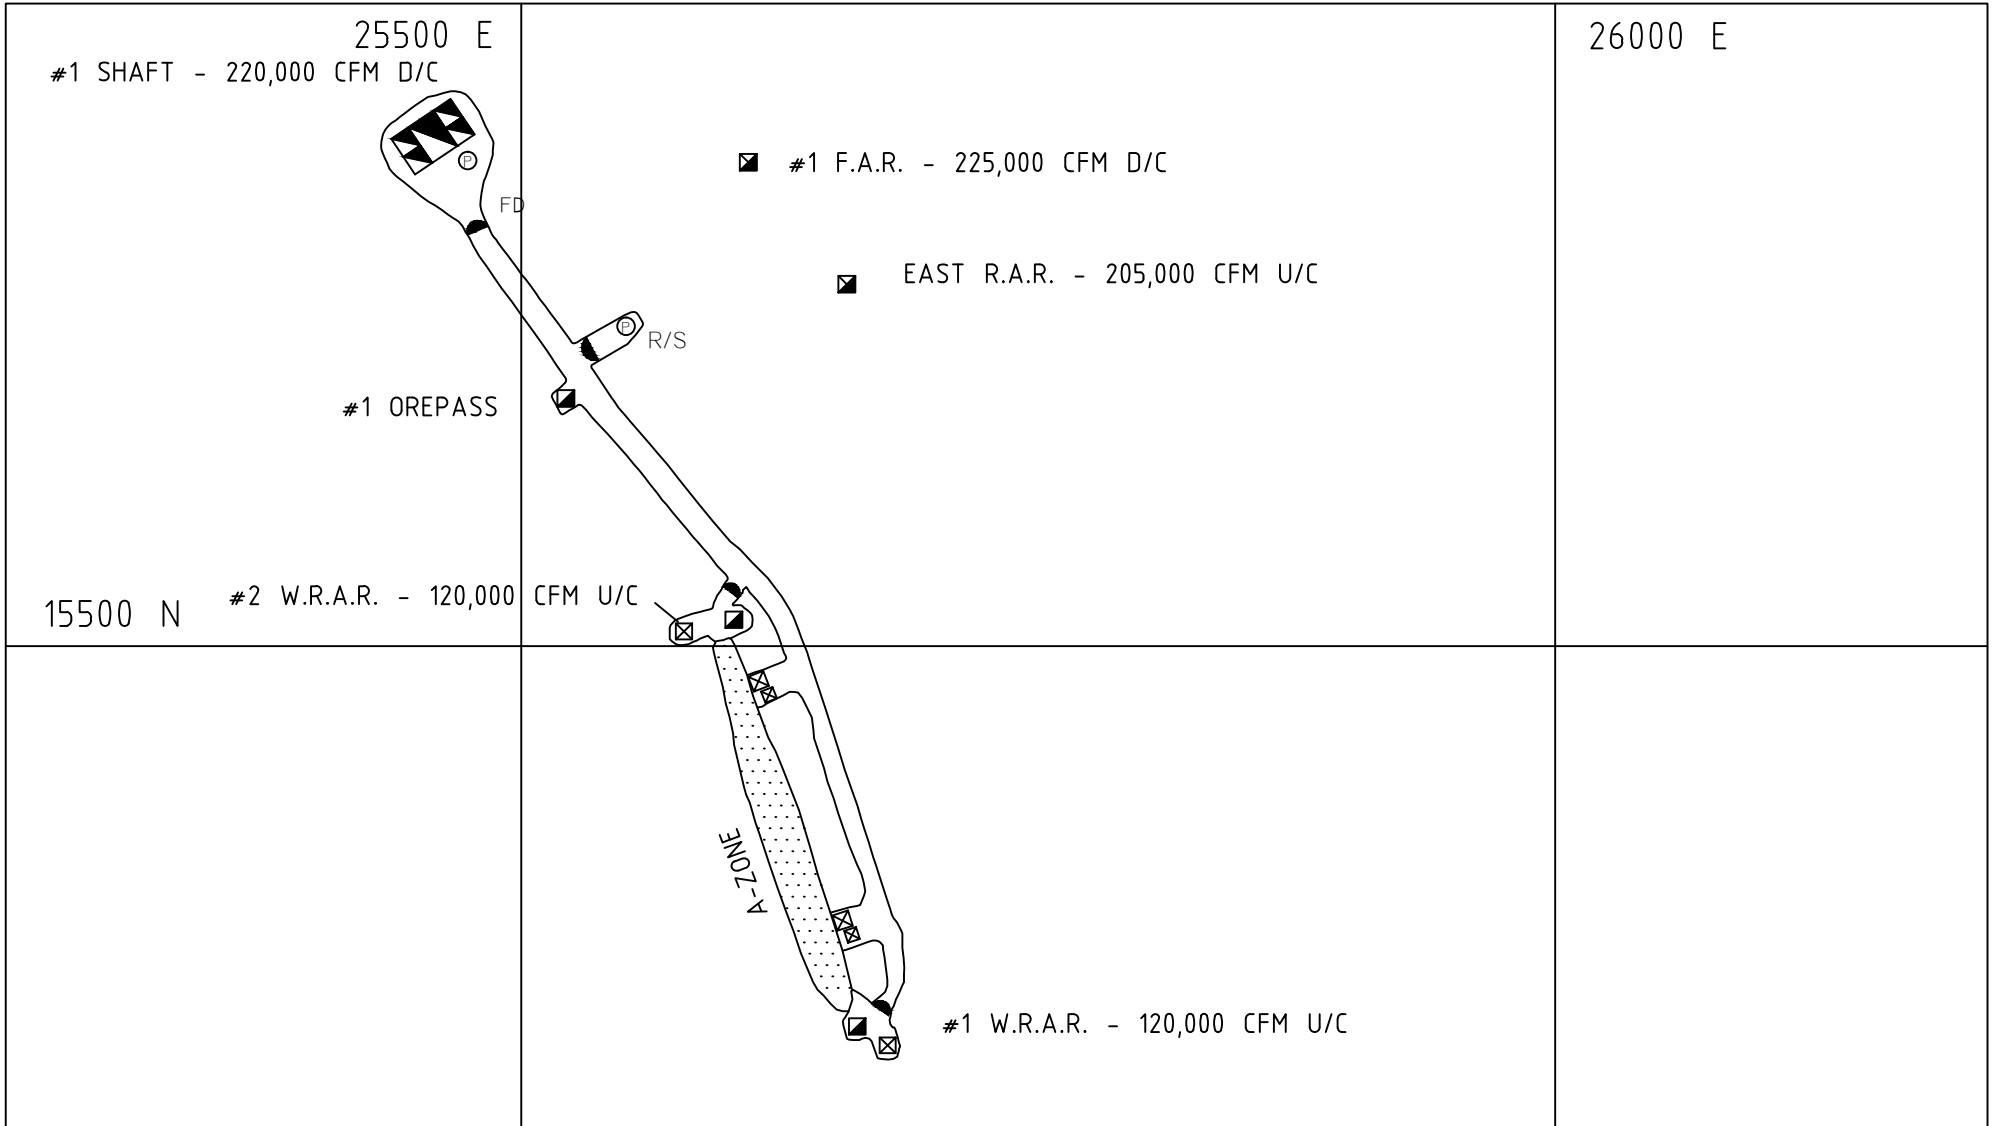 25500 E
26000 E
#1 SHAFT - 220,000 CFM D/C
P
#1 F.A.R. - 225,000 CFM D/C
FD
EAST R.A.R. - 205,000 CFM U/C
P
R/S
#1 OREPASS
#2 W.R.A.R. - 120,000 CFM U/C
15500 N
A-ZONE
#1 W.R.A.R. - 120,000 CFM U/C